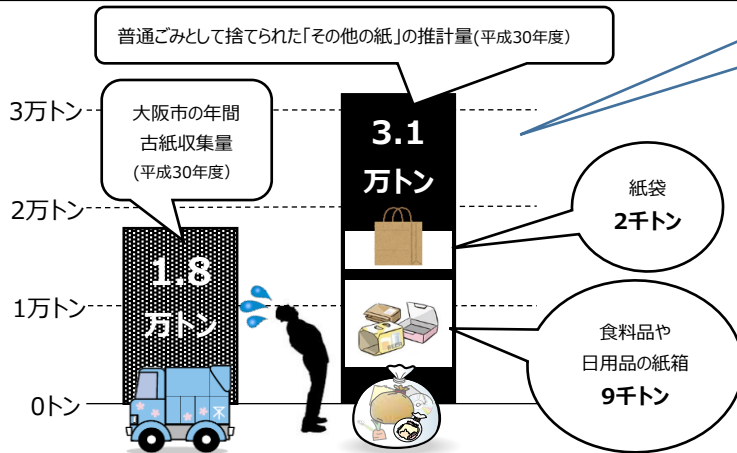 普通ごみとして捨てられた「その他の紙」の推計量(平成30年度)
3万トン
2万トン
1万トン
0トン
大阪市の年間
古紙収集量
(平成30年度)
1.8
万トン
3.1
万トン
紙袋
2千トン
食料品や
日用品の紙箱
9千トン